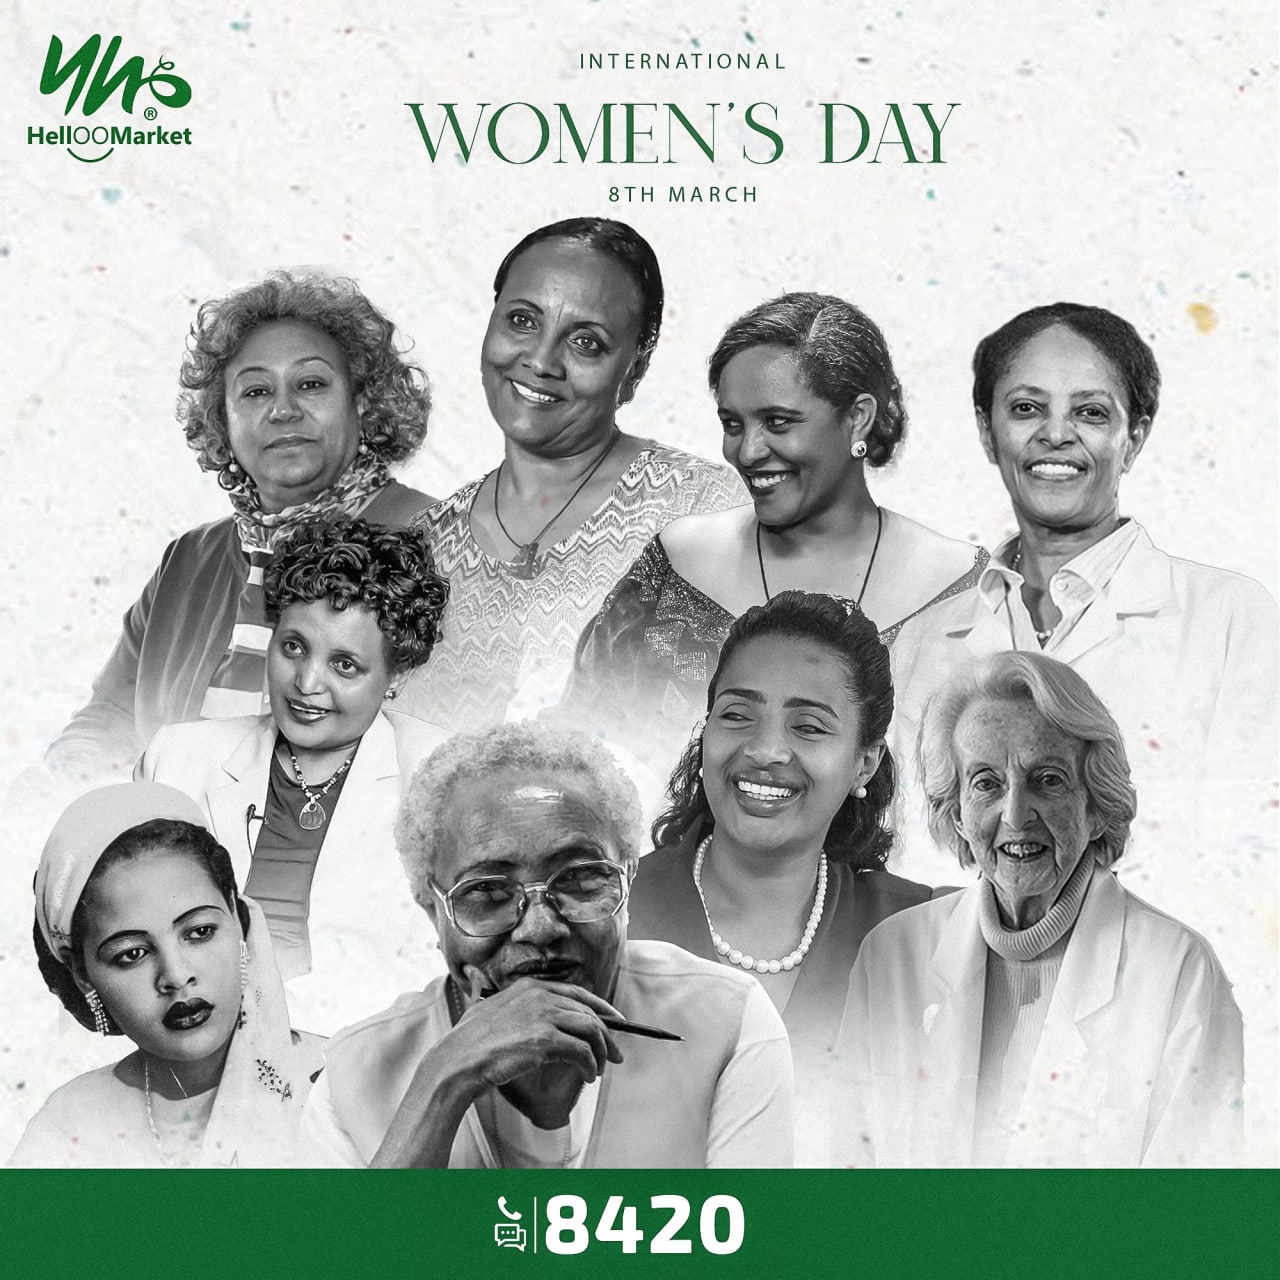 HellOOMarket
®
INTERNATIONAL
WOMEN'S DAY
8TH MARCH
8420